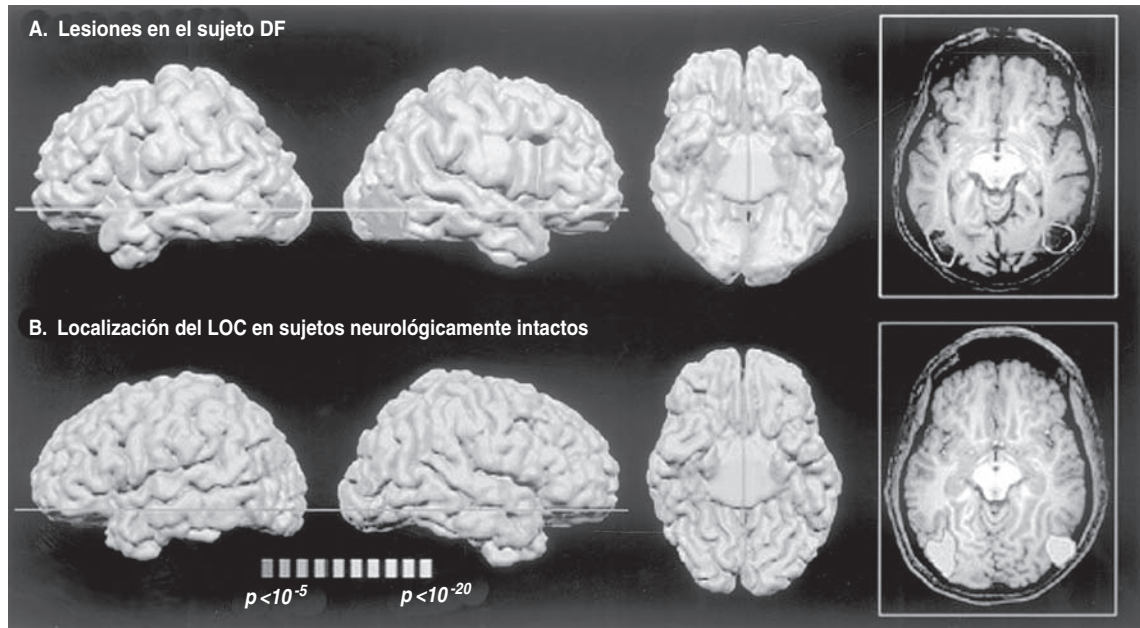 A. Lesiones en el sujeto DF
B. Localización del LOC en sujetos neurológicamente intactos
p <10⁻⁵
p <10⁻²⁰